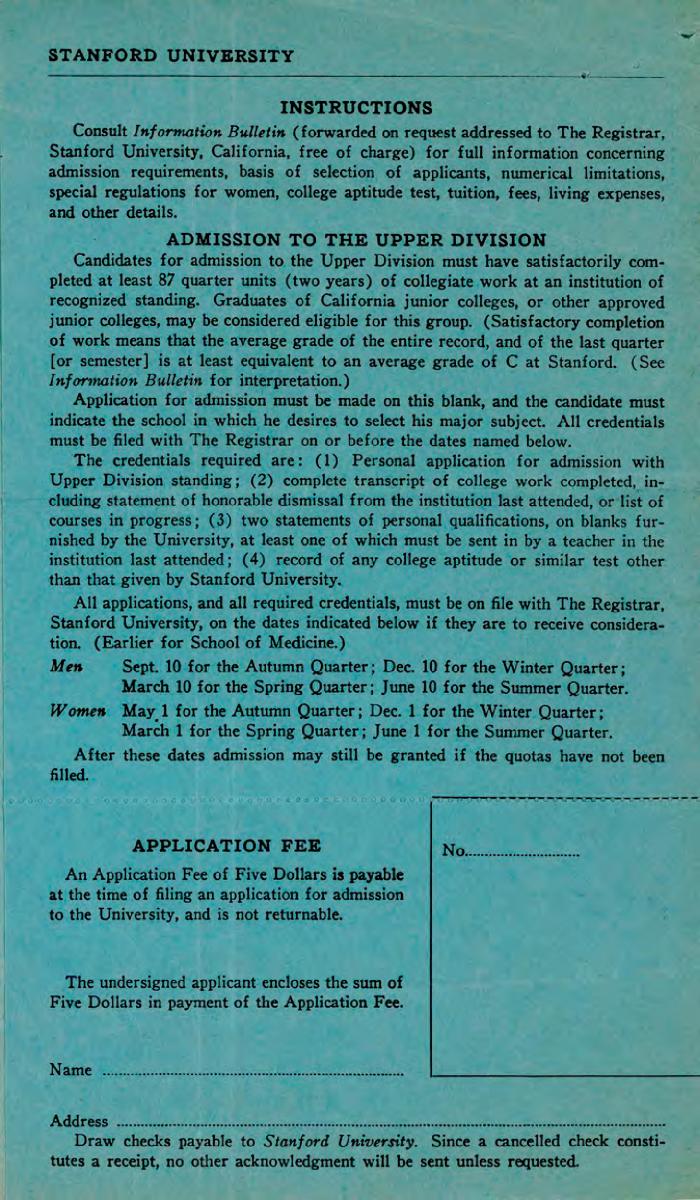 STANFORD UNIVERSITY
INSTRUCTIONS
Consult Information Bulletin (forwarded on request addressed to The Registrar,
Stanford University, California, free of charge) for full information concerning
admission requirements, basis of selection of applicants, numerical limitations,
special regulations for women, college aptitude test, tuition, fees, living expenses,
and other details.
ADMISSION TO THE UPPER DIVISION
Candidates for admission to the Upper Division must have satisfactorily com-
pleted at least 87 quarter units (two years) of collegiate work at an institution of
recognized standing. Graduates of California junior colleges, or other approved
junior colleges, may be considered eligible for this group. (Satisfactory completion
of work means that the average grade of the entire record, and of the last quarter
[or semester] is at least equivalent to an average grade of C at Stanford. (See
Information Bulletin for interpretation.)
Application for admission must be made on this blank, and the candidate must
indicate the school in which he desires to select his major subject. All credentials
must be filed with The Registrar on or before the dates named below.
The credentials required are: (1) Personal application for admission with
Upper Division standing; (2) complete transcript of college work completed, in-
cluding statement of honorable dismissal from the institution last attended, or list of
courses in progress; (3) two statements of personal qualifications, on blanks fur-
nished by the University, at least one of which must be sent in by a teacher in the
institution last attended; (4) record of any college aptitude or similar test other
than that given by Stanford University.
All applications, and all required credentials, must be on file with The Registrar,
Stanford University, on the dates indicated below if they are to receive considera-
tion. (Earlier for School of Medicine.)
Men Sept. 10 for the Autumn Quarter; Dec. 10 for the Winter Quarter;
March 10 for the Spring Quarter; June 10 for the Summer Quarter.
Women May 1 for the Autumn Quarter; Dec. 1 for the Winter Quarter;
March 1 for the Spring Quarter; June 1 for the Summer Quarter.
After these dates admission may still be granted if the quotas have not been
filled.
APPLICATION FEE
An Application Fee of Five Dollars is payable
at the time of filing an application for admission
to the University, and is not returnable.
The undersigned applicant encloses the sum of
Five Dollars in payment of the Application Fee.
Name
No.
Address
Draw checks payable to Stanford University. Since a cancelled check consti-
tutes a receipt, no other acknowledgment will be sent unless requested.